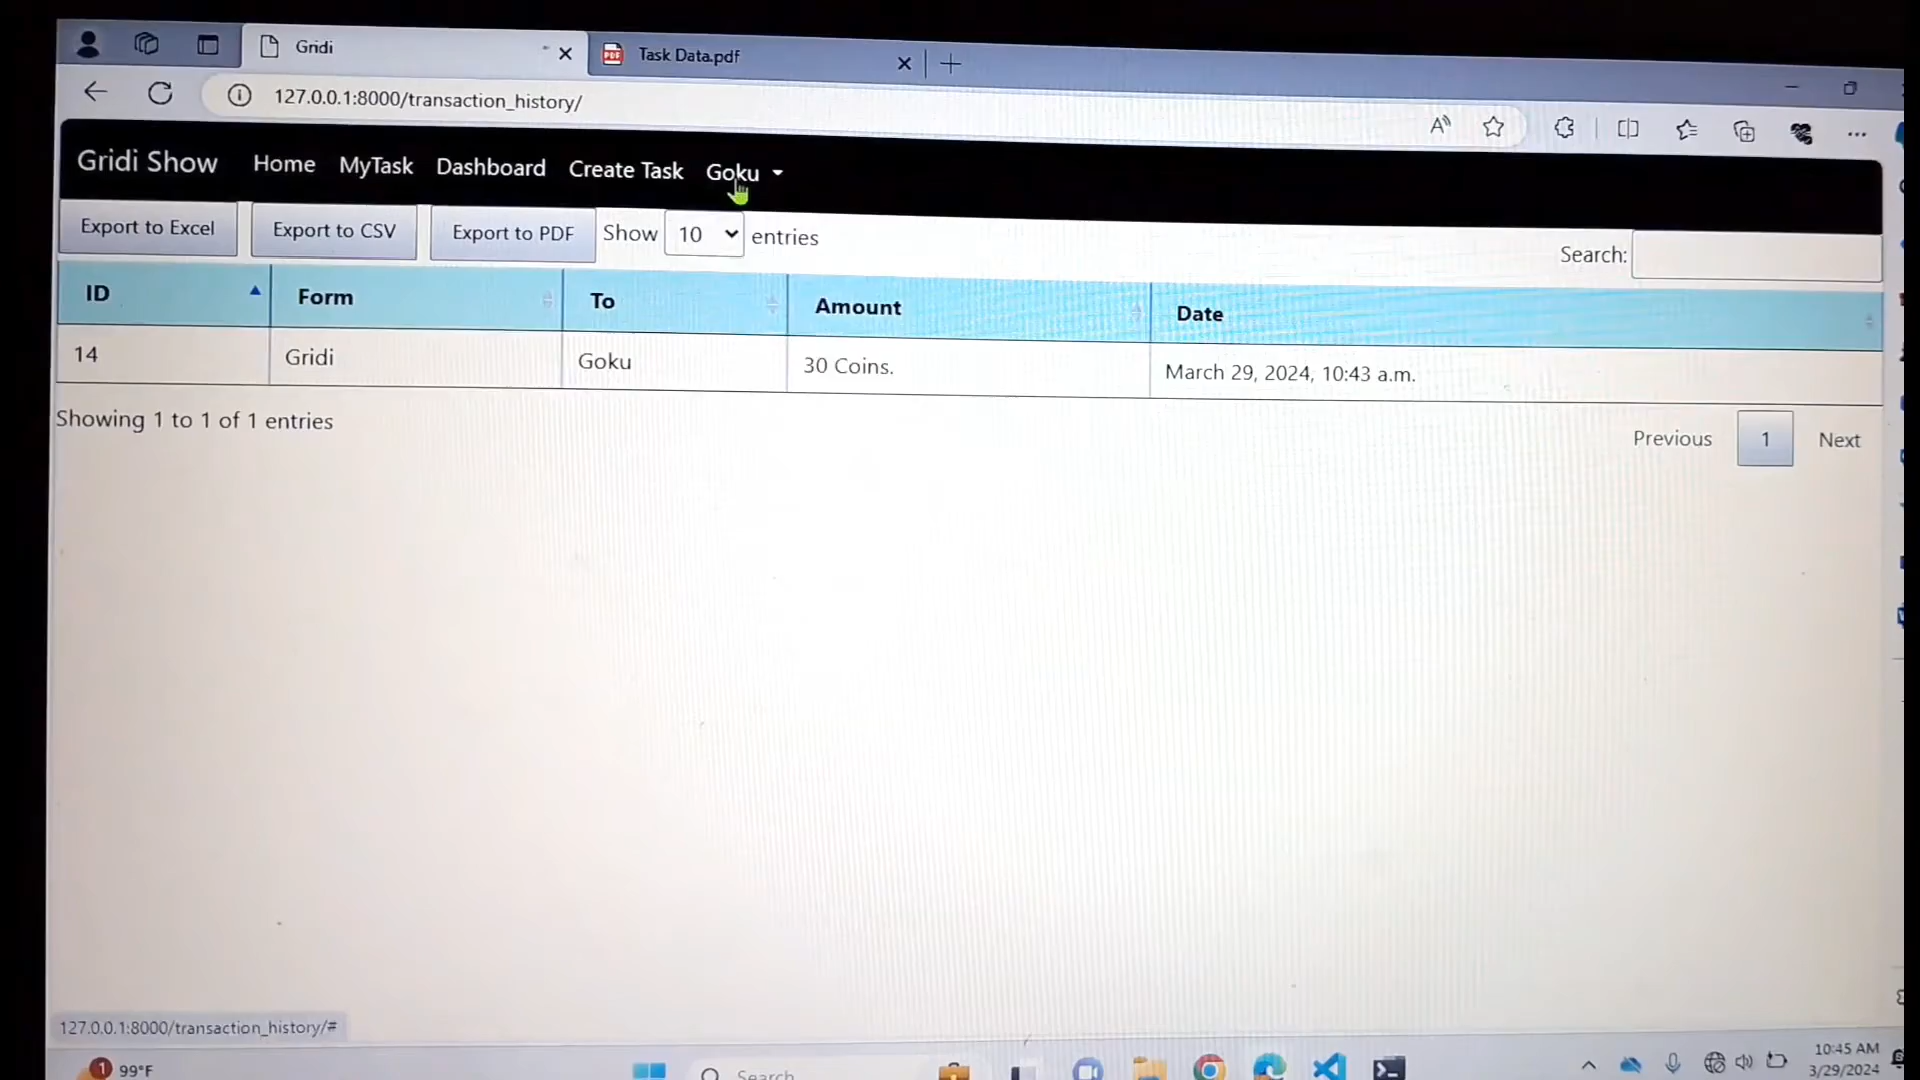 Gridi
Task Data.pdf
127.0.0.1:8000/transaction_history/
Gridi Show Home MyTask Dashboard Create Task Goku
Export to Excel Export to CSV Export to PDF Show 10 entries Search:
ID Form To Amount Date
14 Gridi Goku 30 Coins. March 29, 2024, 10:43 a.m.
Showing 1 to 1 of 1 entries
Previous 1 Next
127.0.0.1:8000/transaction_history/#
1 99°F
Search
10:45 AM
3/29/2024